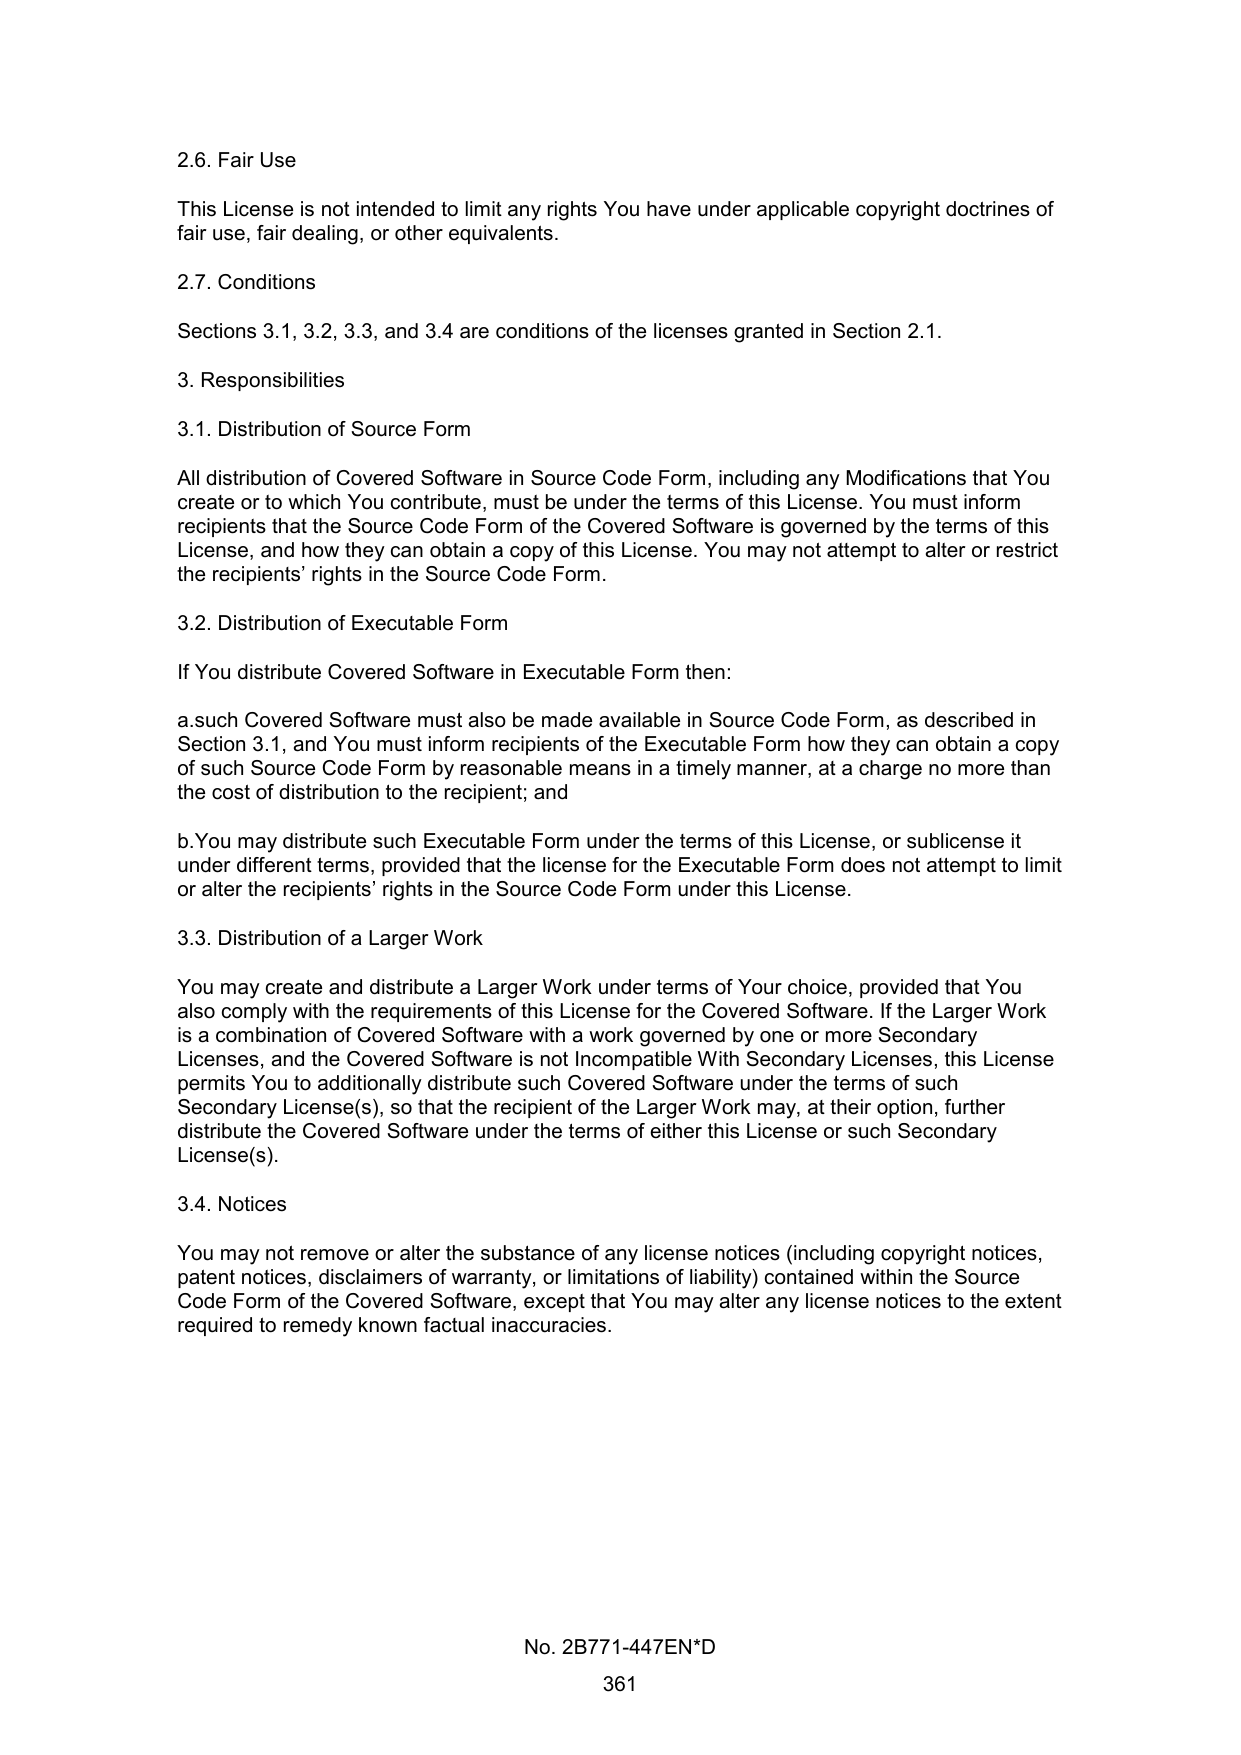 2.6. Fair Use
This License is not intended to limit any rights You have under applicable copyright doctrines of
fair use, fair dealing, or other equivalents.
2.7. Conditions
Sections 3.1, 3.2, 3.3, and 3.4 are conditions of the licenses granted in Section 2.1.
3. Responsibilities
3.1. Distribution of Source Form
All distribution of Covered Software in Source Code Form, including any Modifications that You
create or to which You contribute, must be under the terms of this License. You must inform
recipients that the Source Code Form of the Covered Software is governed by the terms of this
License, and how they can obtain a copy of this License. You may not attempt to alter or restrict
the recipients’ rights in the Source Code Form.
3.2. Distribution of Executable Form
If You distribute Covered Software in Executable Form then:
a.such Covered Software must also be made available in Source Code Form, as described in
Section 3.1, and You must inform recipients of the Executable Form how they can obtain a copy
of such Source Code Form by reasonable means in a timely manner, at a charge no more than
the cost of distribution to the recipient; and
b.You may distribute such Executable Form under the terms of this License, or sublicense it
under different terms, provided that the license for the Executable Form does not attempt to limit
or alter the recipients’ rights in the Source Code Form under this License.
3.3. Distribution of a Larger Work
You may create and distribute a Larger Work under terms of Your choice, provided that You
also comply with the requirements of this License for the Covered Software. If the Larger Work
is a combination of Covered Software with a work governed by one or more Secondary
Licenses, and the Covered Software is not Incompatible With Secondary Licenses, this License
permits You to additionally distribute such Covered Software under the terms of such
Secondary License(s), so that the recipient of the Larger Work may, at their option, further
distribute the Covered Software under the terms of either this License or such Secondary
License(s).
3.4. Notices
You may not remove or alter the substance of any license notices (including copyright notices,
patent notices, disclaimers of warranty, or limitations of liability) contained within the Source
Code Form of the Covered Software, except that You may alter any license notices to the extent
required to remedy known factual inaccuracies.
No. 2B771-447EN*D
361